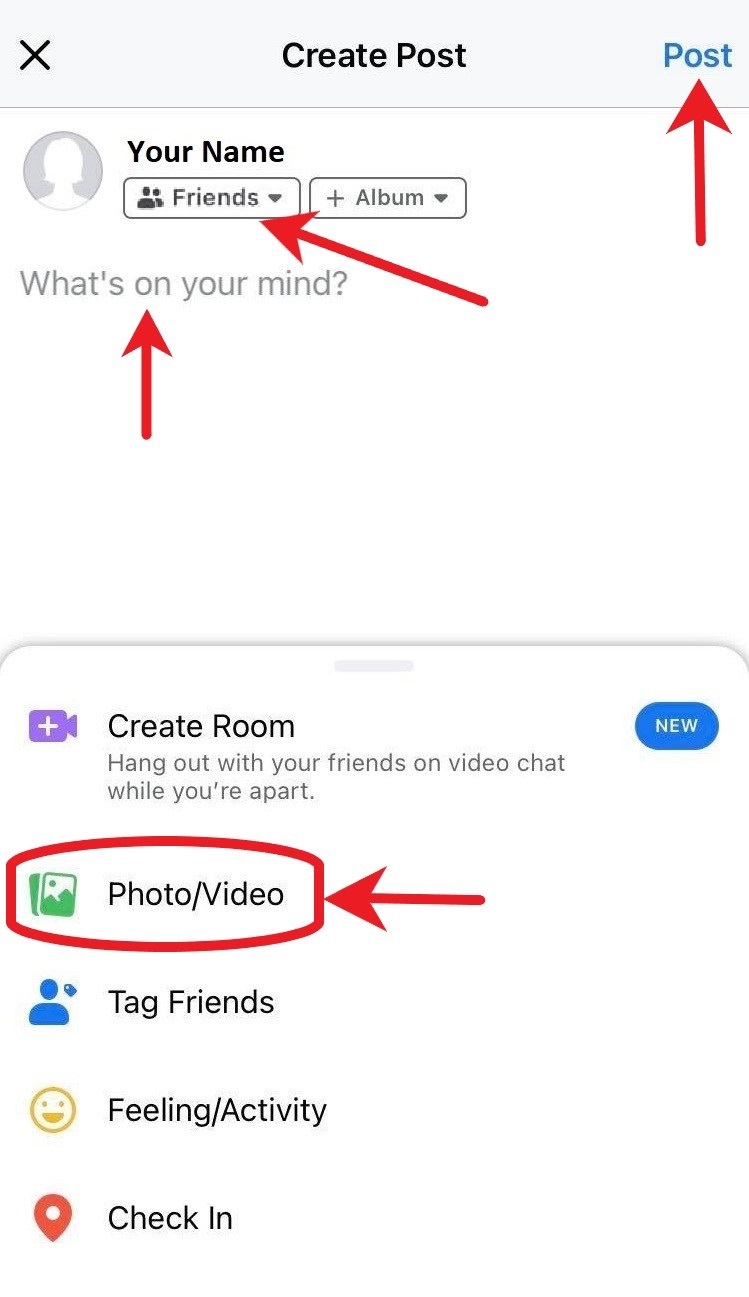 Create Post
Post
Your Name
Friends
+ Album
What's on your mind?
Create Room
NEW
Hang out with your friends on video chat
while you’re apart.
Photo/Video
Tag Friends
Feeling/Activity
Check In